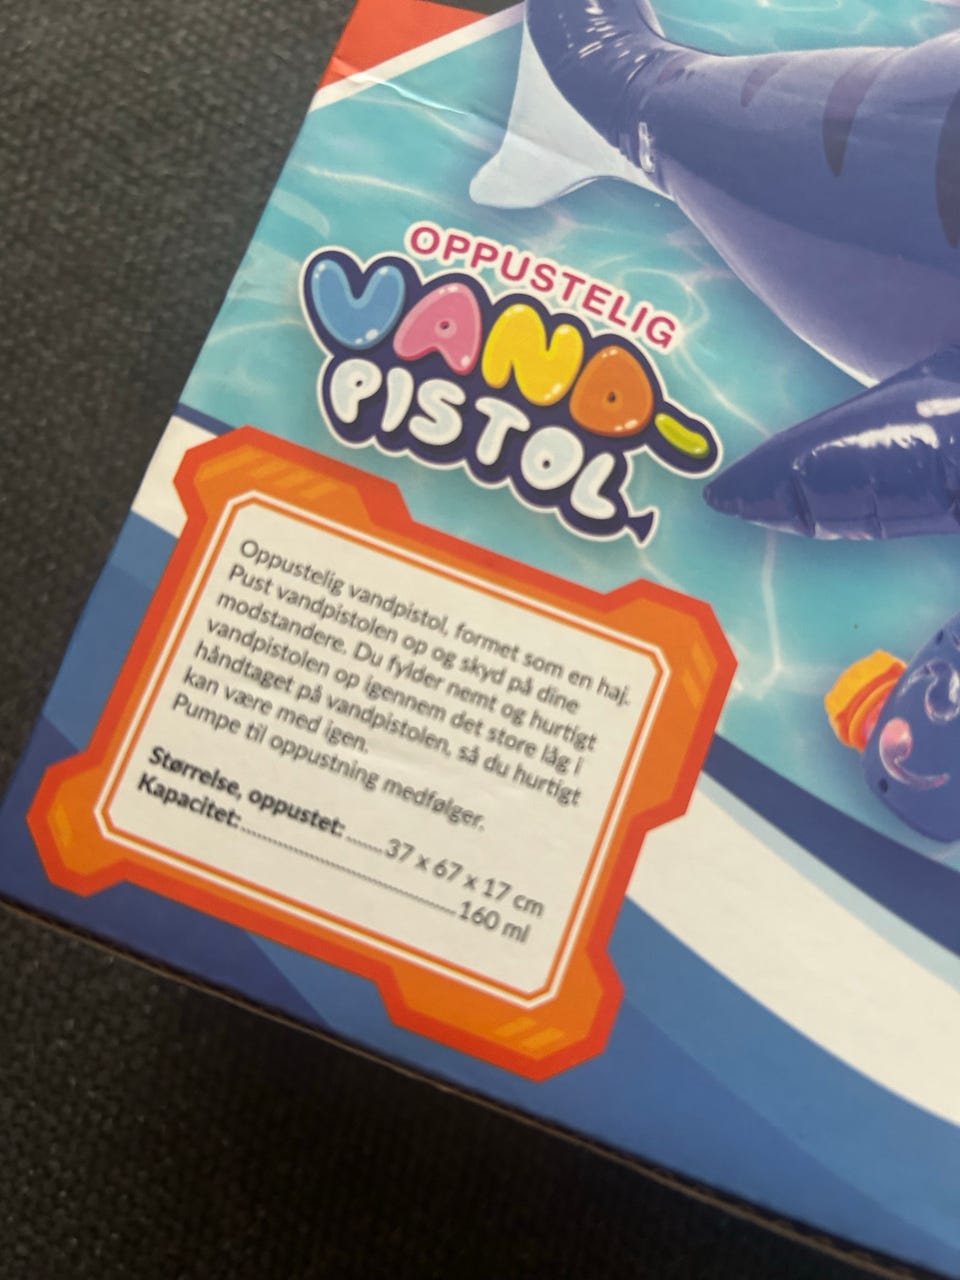 OPPUSTELIG
VAND-
PISTOL
Oppustelig vandpistol, formet som en haj.
Pust vandpistolen op og skyd på dine
modstandere. Du fylder nemt og hurtigt
vandpistolen op igennem det store låg i
håndtaget på vandpistolen, så du hurtigt
kan være med igen.
Pumpe til oppustning medfølger.
Størrelse, oppustet:.......37 x 67 x 17 cm
Kapacitet:........................................160 ml